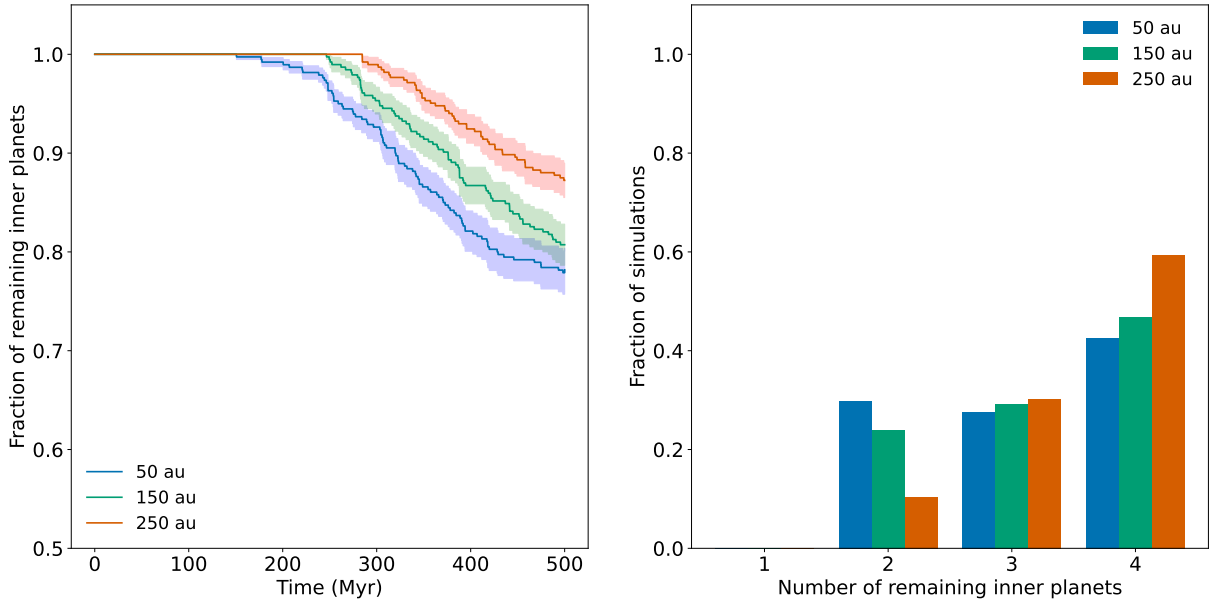 1.0
0.9
0.8
0.7
0.6
0.5
Fraction of remaining inner planets
50 au
150 au
250 au
0 100 200 300 400 500
Time (Myr)
1.0
0.8
0.6
0.4
0.2
0.0
Fraction of simulations
50 au
150 au
250 au
1 2 3 4
Number of remaining inner planets